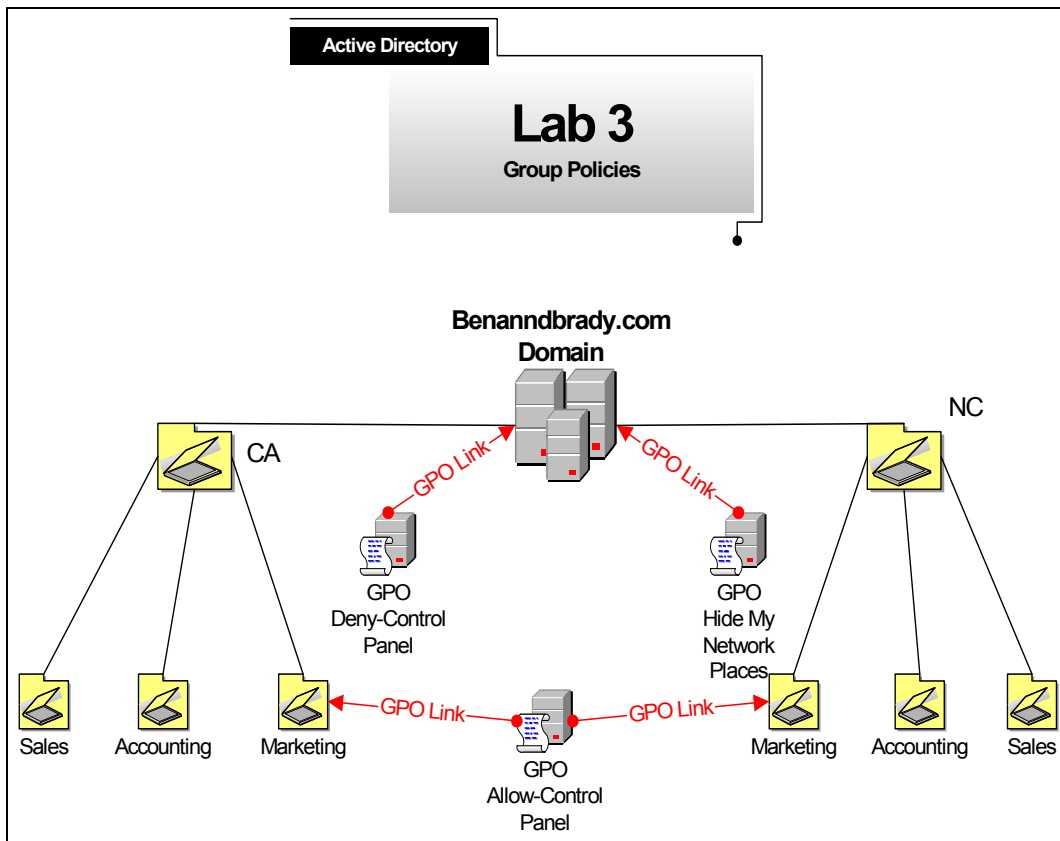 Active Directory
Lab 3
Group Policies
Benanndbrady.com
Domain
CA
NC
GPO Link
GPO Link
GPO
Deny-Control
Panel
GPO
Hide My
Network
Places
Sales
Accounting
Marketing
GPO Link
GPO Link
Marketing
Accounting
Sales
GPO
Allow-Control
Panel